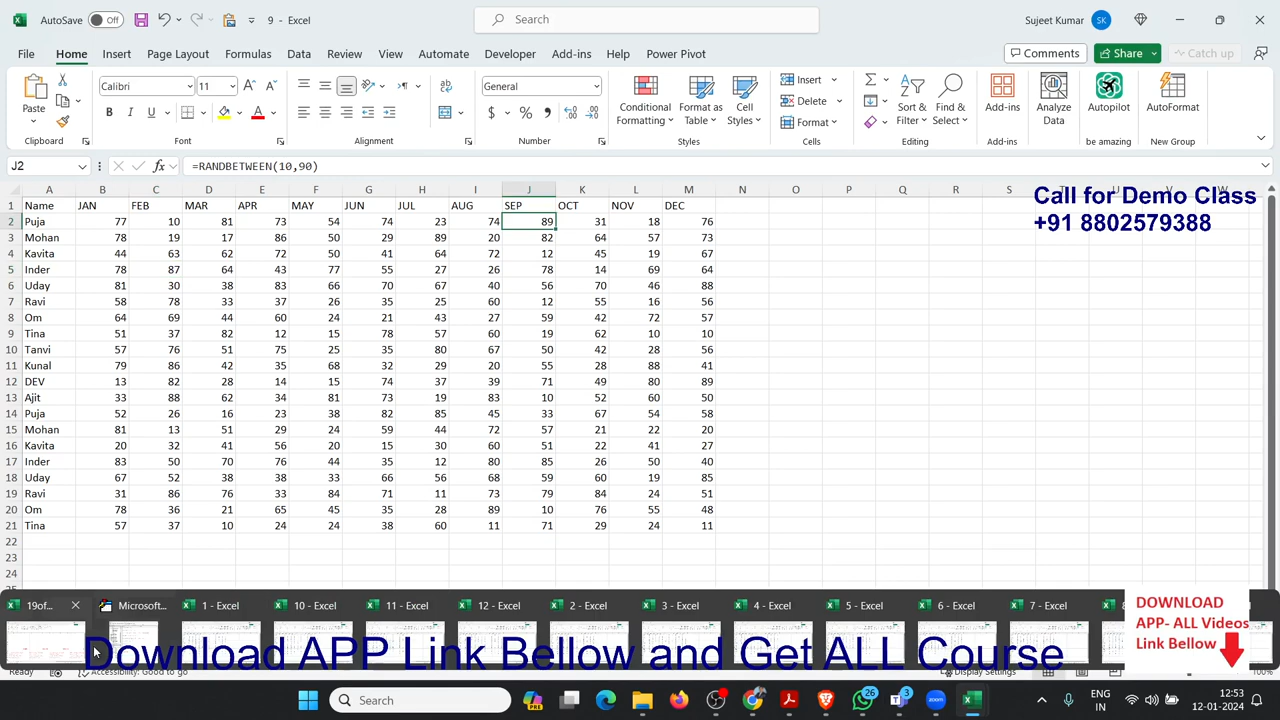 AutoSave Off 9 - Excel Search Sujeet Kumar SK
File Home Insert Page Layout Formulas Data Review View Automate Developer Add-ins Help Power Pivot Comments Share Catch up
Paste Calibri 11 General Conditional Formatting Format as Table Cell Styles Insert Delete Format Sort & Filter Find & Select Add-ins Analyze Data Autopilot AutoFormat
Clipboard Font Alignment Number Styles Cells Editing Add-ins be amazing New Group
J2 fx =RANDBETWEEN(10,90)
A B C D E F G H I J K L M N O P Q R S
1 Name JAN FEB MAR APR MAY JUN JUL AUG SEP OCT NOV DEC
2 Puja 77 10 81 73 54 74 23 74 89 31 18 76
3 Mohan 78 19 17 86 50 29 89 20 82 64 57 73
4 Kavita 44 63 62 72 50 41 64 72 12 45 19 67
5 Inder 78 87 64 43 77 55 27 26 78 14 69 64
6 Uday 81 30 38 83 66 70 67 40 56 70 46 88
7 Ravi 58 78 33 37 26 35 25 60 12 55 16 56
8 Om 64 69 44 60 24 21 43 27 59 42 72 57
9 Tina 51 37 82 12 15 78 57 60 19 62 10 10
10 Tanvi 57 76 51 75 25 35 80 67 50 42 28 56
11 Kunal 79 86 42 35 68 32 29 20 55 28 88 41
12 DEV 13 82 28 14 15 74 37 39 71 49 80 89
13 Ajit 33 88 62 34 81 73 19 83 10 52 60 50
14 Puja 52 26 16 23 38 82 85 45 33 67 54 58
15 Mohan 81 13 51 29 24 59 44 72 57 21 22 20
16 Kavita 20 32 41 56 20 15 30 60 51 22 41 27
17 Inder 83 50 70 76 44 35 12 80 85 26 50 40
18 Uday 67 52 38 38 33 66 56 68 59 60 19 85
19 Ravi 31 86 76 33 84 71 11 73 79 84 24 51
20 Om 78 36 21 65 45 35 28 89 10 76 55 48
21 Tina 57 37 10 24 24 38 60 11 71 29 24 11
22
23
24
Call for Demo Class
+91 8802579388
19of... Microsoft... 1 - Excel 10 - Excel 11 - Excel 12 - Excel 2 - Excel 3 - Excel 4 - Excel 5 - Excel 6 - Excel 7 - Excel
DOWNLOAD
APP- ALL Videos
Link Bellow
Download APP Link Bellow and Get ALL Course
Ready Accessibility: Good to go Display Settings 100%
Search PRE 26 3 ENG IN 12:53 12-01-2024